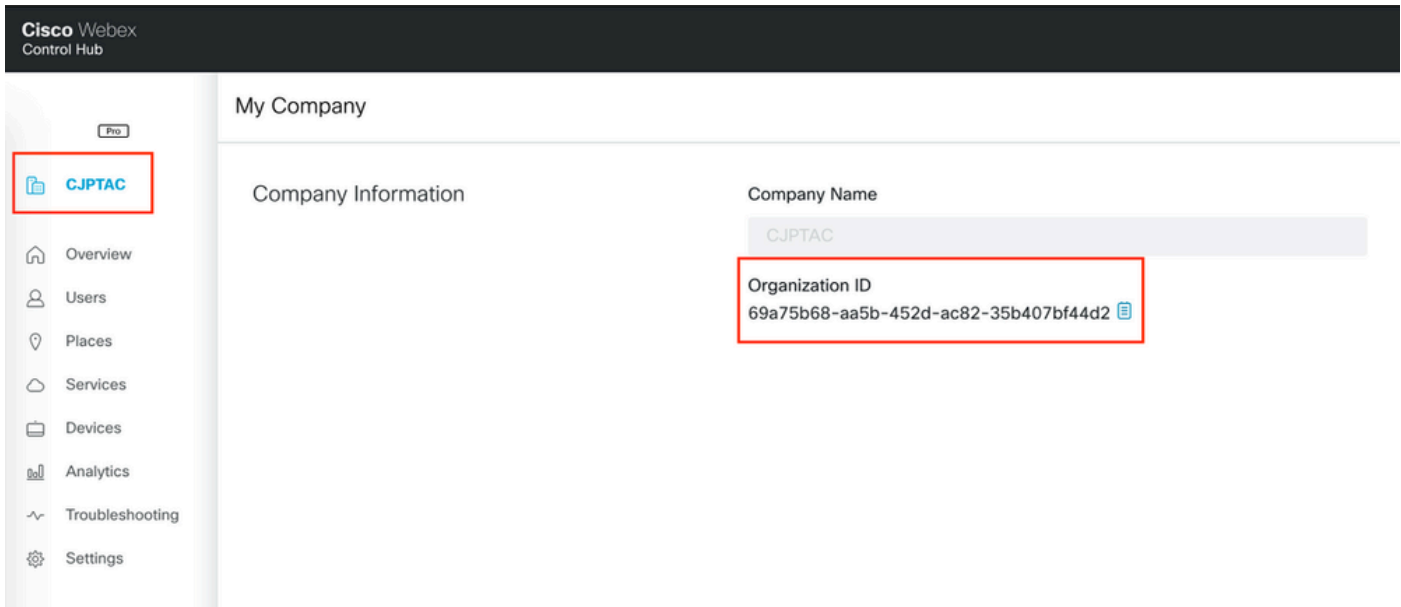 Cisco Webex
Control Hub
Pro
CJPTAC
Overview
Users
Places
Services
Devices
Analytics
Troubleshooting
Settings
My Company
Company Information
Company Name
CJPTAC
Organization ID
69a75b68-aa5b-452d-ac82-35b407bf44d2